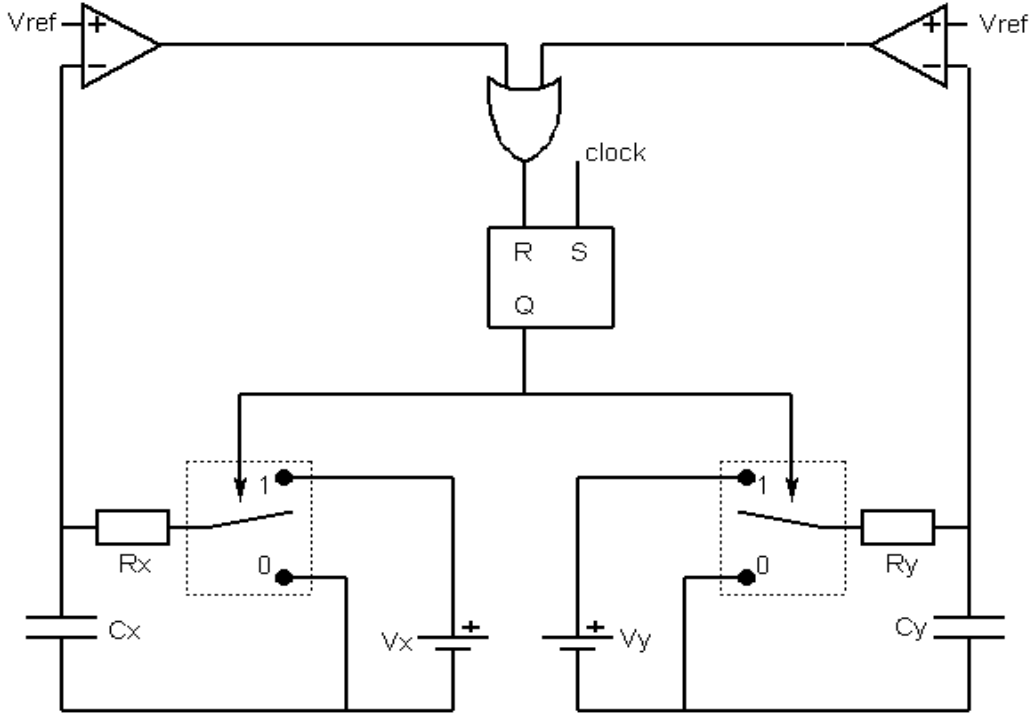 Vref + + Vref
− −
clock
R S
Q
1 1
0 0
Rx Ry
Cx Cy
Vx + + Vy